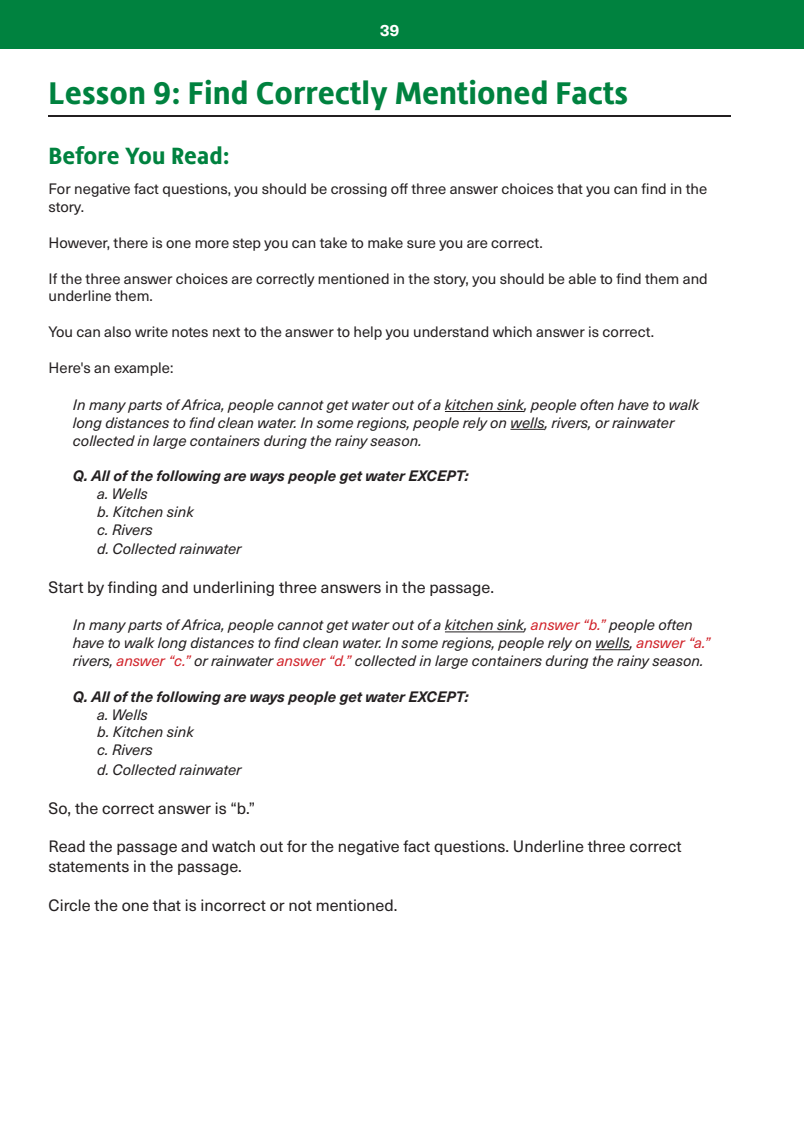 39
Lesson 9: Find Correctly Mentioned Facts
Before You Read:
For negative fact questions, you should be crossing off three answer choices that you can find in the
story.
However, there is one more step you can take to make sure you are correct.
If the three answer choices are correctly mentioned in the story, you should be able to find them and
underline them.
You can also write notes next to the answer to help you understand which answer is correct.
Here's an example:
In many parts of Africa, people cannot get water out of a kitchen sink, people often have to walk
long distances to find clean water. In some regions, people rely on wells, rivers, or rainwater
collected in large containers during the rainy season.
Q. All of the following are ways people get water EXCEPT:
a. Wells
b. Kitchen sink
c. Rivers
d. Collected rainwater
Start by finding and underlining three answers in the passage.
In many parts of Africa, people cannot get water out of a kitchen sink, answer “b.” people often
have to walk long distances to find clean water. In some regions, people rely on wells, answer “a.”
rivers, answer “c.” or rainwater answer “d.” collected in large containers during the rainy season.
Q. All of the following are ways people get water EXCEPT:
a. Wells
b. Kitchen sink
c. Rivers
d. Collected rainwater
So, the correct answer is “b.”
Read the passage and watch out for the negative fact questions. Underline three correct
statements in the passage.
Circle the one that is incorrect or not mentioned.